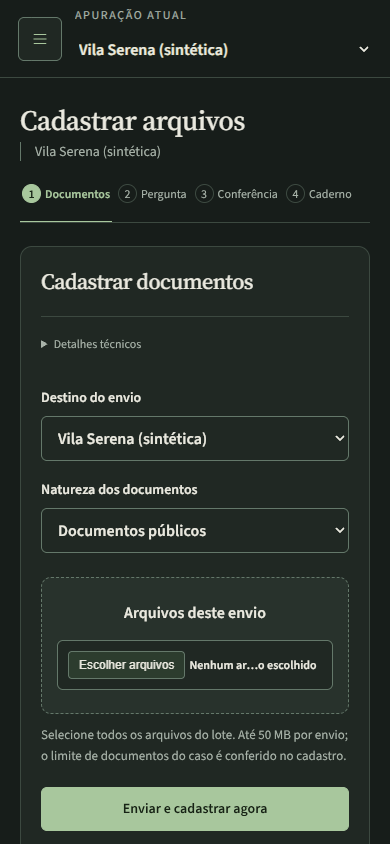 APURAÇÃO ATUAL
Vila Serena (sintética)
Cadastrar arquivos
Vila Serena (sintética)
1 Documentos 2 Pergunta 3 Conferência 4 Caderno
Cadastrar documentos
Detalhes técnicos
Destino do envio
Vila Serena (sintética)
Natureza dos documentos
Documentos públicos
Arquivos deste envio
Escolher arquivos Nenhum ar...o escolhido
Selecione todos os arquivos do lote. Até 50 MB por envio;
o limite de documentos do caso é conferido no cadastro.
Enviar e cadastrar agora